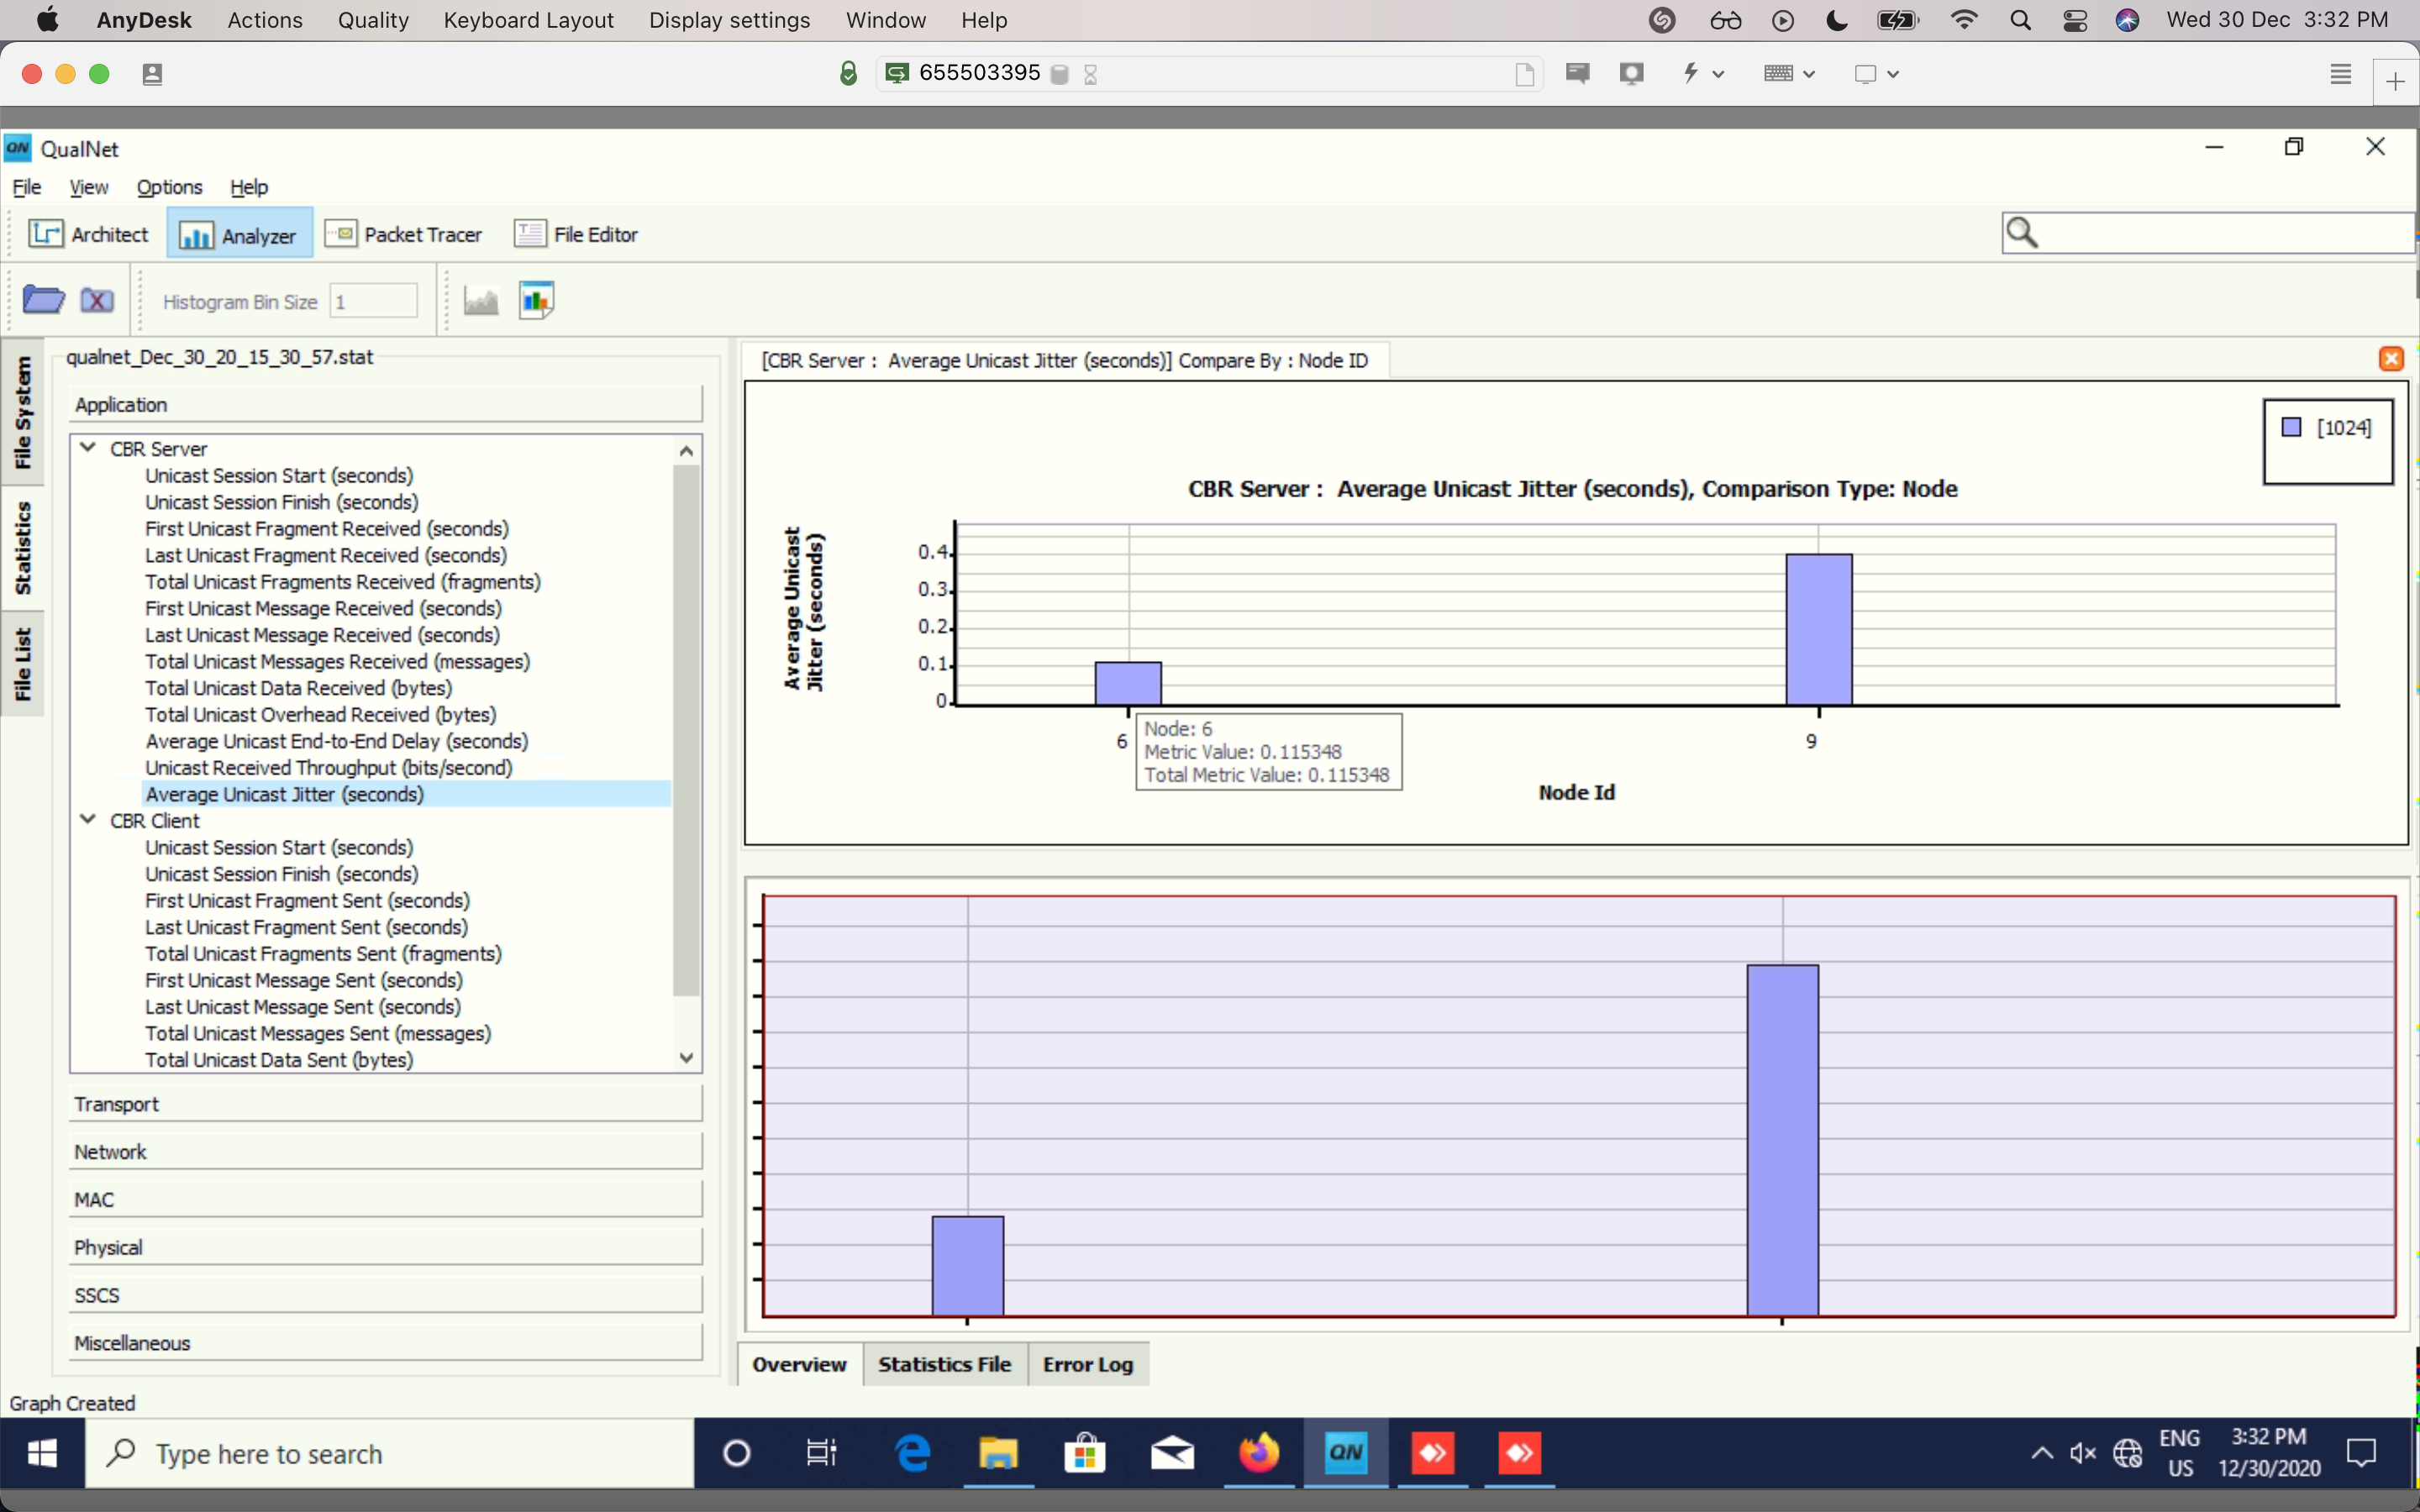 AnyDesk Actions Quality Keyboard Layout Display settings Window Help Wed 30 Dec 3:32 PM
655503395
QN QualNet
File View Options Help
Architect Analyzer Packet Tracer File Editor
Histogram Bin Size 1
File System
Statistics
File List
qualnet_Dec_30_20_15_30_57.stat
Application
CBR Server
Unicast Session Start (seconds)
Unicast Session Finish (seconds)
First Unicast Fragment Received (seconds)
Last Unicast Fragment Received (seconds)
Total Unicast Fragments Received (fragments)
First Unicast Message Received (seconds)
Last Unicast Message Received (seconds)
Total Unicast Messages Received (messages)
Total Unicast Data Received (bytes)
Total Unicast Overhead Received (bytes)
Average Unicast End-to-End Delay (seconds)
Unicast Received Throughput (bits/second)
Average Unicast Jitter (seconds)
CBR Client
Unicast Session Start (seconds)
Unicast Session Finish (seconds)
First Unicast Fragment Sent (seconds)
Last Unicast Fragment Sent (seconds)
Total Unicast Fragments Sent (fragments)
First Unicast Message Sent (seconds)
Last Unicast Message Sent (seconds)
Total Unicast Messages Sent (messages)
Total Unicast Data Sent (bytes)
Transport
Network
MAC
Physical
SSCS
Miscellaneous
[CBR Server : Average Unicast Jitter (seconds)] Compare By : Node ID
[1024]
CBR Server : Average Unicast Jitter (seconds), Comparison Type: Node
Average Unicast
Jitter (seconds)
0.4
0.3
0.2
0.1
0
6 9
Node: 6
Metric Value: 0.115348
Total Metric Value: 0.115348
Node Id
Overview Statistics File Error Log
Graph Created
Type here to search
QN
ENG
US
3:32 PM
12/30/2020